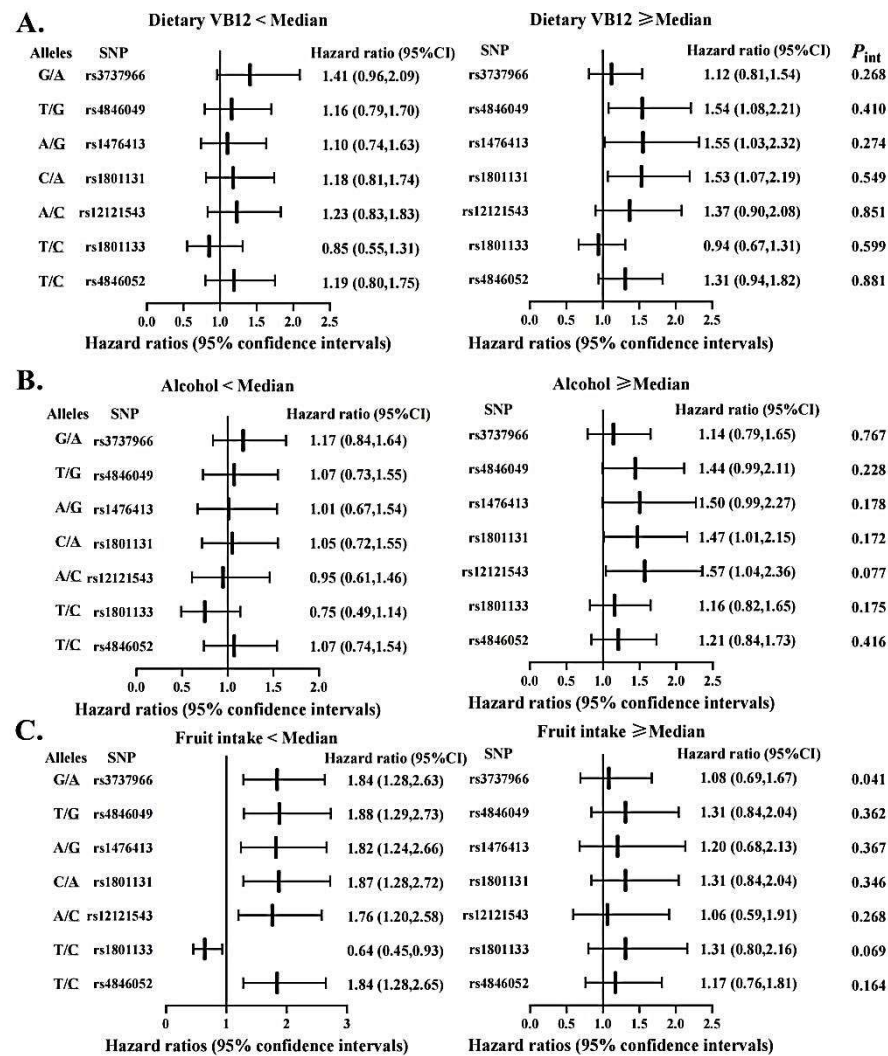 A.
Dietary VB12 < Median Dietary VB12 ≥Median
Alleles SNP Hazard ratio (95%CI) SNP Hazard ratio (95%CI) Pint
G/A rs3737966 1.41 (0.96,2.09) rs3737966 1.12 (0.81,1.54) 0.268
T/G rs4846049 1.16 (0.79,1.70) rs4846049 1.54 (1.08,2.21) 0.410
A/G rs1476413 1.10 (0.74,1.63) rs1476413 1.55 (1.03,2.32) 0.274
C/A rs1801131 1.18 (0.81,1.74) rs1801131 1.53 (1.07,2.19) 0.549
A/C rs12121543 1.23 (0.83,1.83) rs12121543 1.37 (0.90,2.08) 0.851
T/C rs1801133 0.85 (0.55,1.31) rs1801133 0.94 (0.67,1.31) 0.599
T/C rs4846052 1.19 (0.80,1.75) rs4846052 1.31 (0.94,1.82) 0.881
0.0 0.5 1.0 1.5 2.0 2.5 0.0 0.5 1.0 1.5 2.0 2.5
Hazard ratios (95% confidence intervals) Hazard ratios (95% confidence intervals)
B.
Alcohol < Median Alcohol ≥Median
Alleles SNP Hazard ratio (95%CI) SNP Hazard ratio (95%CI)
G/A rs3737966 1.17 (0.84,1.64) rs3737966 1.14 (0.79,1.65) 0.767
T/G rs4846049 1.07 (0.73,1.55) rs4846049 1.44 (0.99,2.11) 0.228
A/G rs1476413 1.01 (0.67,1.54) rs1476413 1.50 (0.99,2.27) 0.178
C/A rs1801131 1.05 (0.72,1.55) rs1801131 1.47 (1.01,2.15) 0.172
A/C rs12121543 0.95 (0.61,1.46) rs12121543 1.57 (1.04,2.36) 0.077
T/C rs1801133 0.75 (0.49,1.14) rs1801133 1.16 (0.82,1.65) 0.175
T/C rs4846052 1.07 (0.74,1.54) rs4846052 1.21 (0.84,1.73) 0.416
0.0 0.5 1.0 1.5 2.0 0.0 0.5 1.0 1.5 2.0 2.5
Hazard ratios (95% confidence intervals) Hazard ratios (95% confidence intervals)
C.
Fruit intake < Median Fruit intake ≥Median
Alleles SNP Hazard ratio (95%CI) SNP Hazard ratio (95%CI)
G/A rs3737966 1.84 (1.28,2.63) rs3737966 1.08 (0.69,1.67) 0.041
T/G rs4846049 1.88 (1.29,2.73) rs4846049 1.31 (0.84,2.04) 0.362
A/G rs1476413 1.82 (1.24,2.66) rs1476413 1.20 (0.68,2.13) 0.367
C/A rs1801131 1.87 (1.28,2.72) rs1801131 1.31 (0.84,2.04) 0.346
A/C rs12121543 1.76 (1.20,2.58) rs12121543 1.06 (0.59,1.91) 0.268
T/C rs1801133 0.64 (0.45,0.93) rs1801133 1.31 (0.80,2.16) 0.069
T/C rs4846052 1.84 (1.28,2.65) rs4846052 1.17 (0.76,1.81) 0.164
0 1 2 3 0.0 0.5 1.0 1.5 2.0 2.5
Hazard ratios (95% confidence intervals) Hazard ratios (95% confidence intervals)